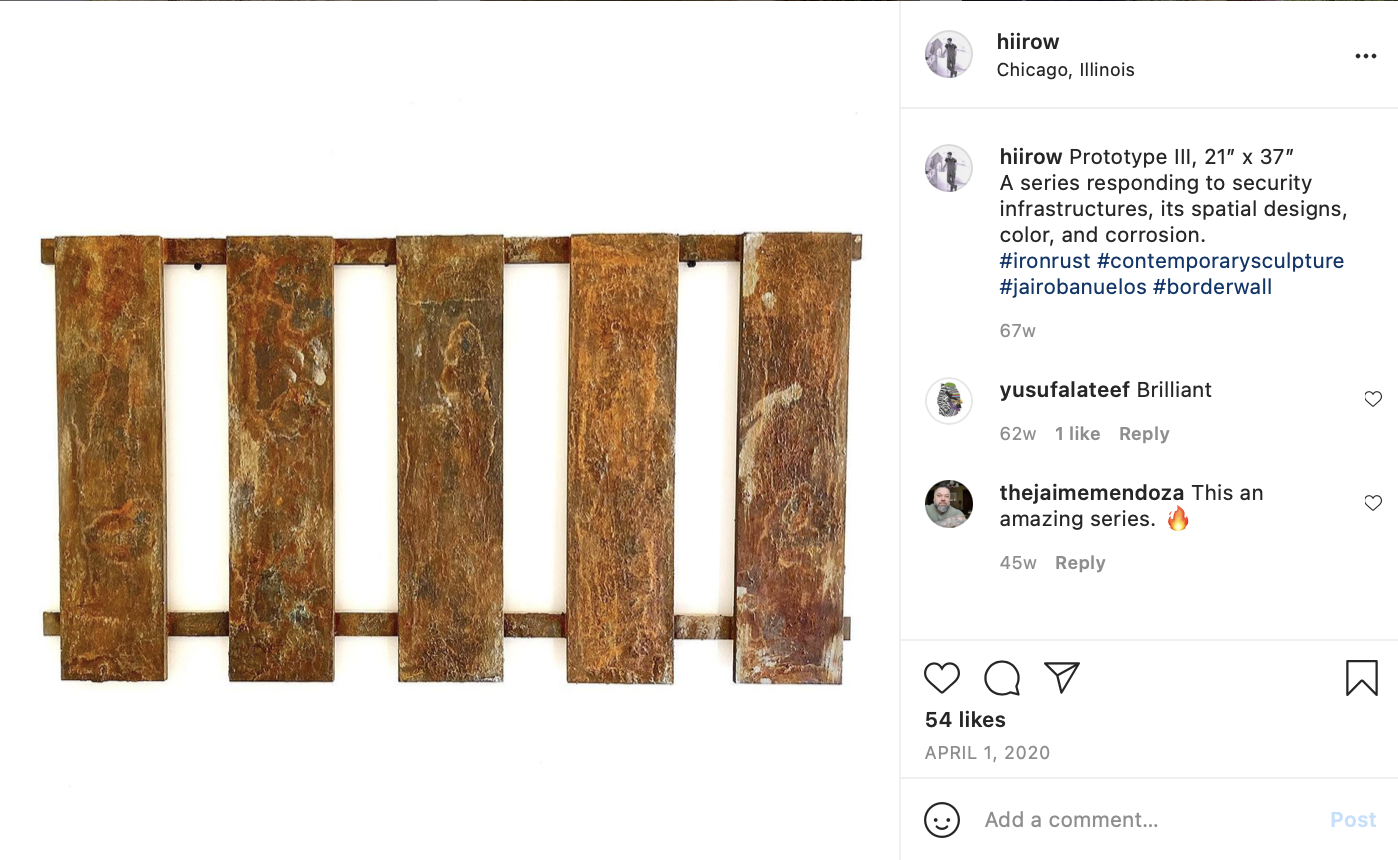 hiirow
Chicago, Illinois
hiirow Prototype III, 21” x 37”
A series responding to security
infrastructures, its spatial designs,
color, and corrosion.
#ironrust #contemporarysculpture
#jairobanuelos #borderwall
67w
yusufalateef Brilliant
62w 1 like Reply
thejaimemendoza This an
amazing series. 🔥
45w Reply
54 likes
APRIL 1, 2020
Add a comment... Post